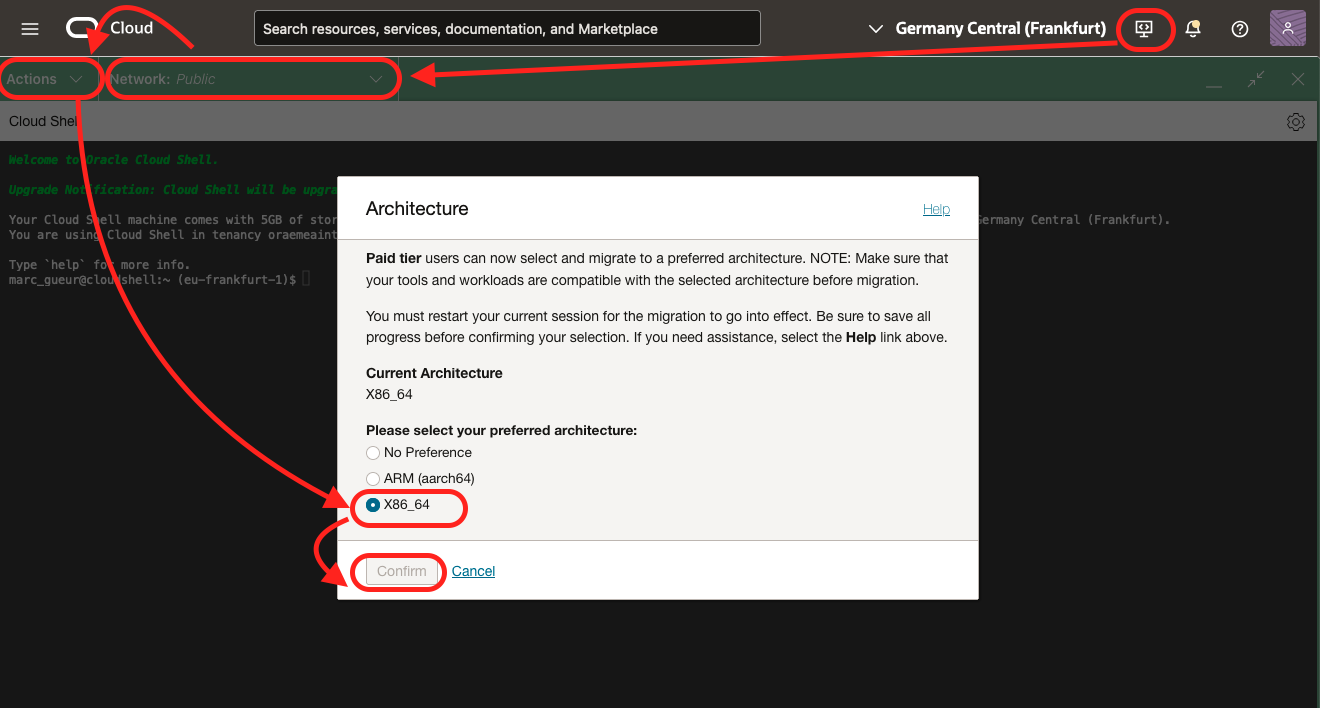 Cloud
Search resources, services, documentation, and Marketplace
Germany Central (Frankfurt)
Actions
Network: Public
Cloud Shell
Welcome to Oracle Cloud Shell.
Upgrade Notification: Cloud Shell will be upgra
Your Cloud Shell machine comes with 5GB of stor
Germany Central (Frankfurt).
You are using Cloud Shell in tenancy oraemeaint
Type `help` for more info.
marc_gueur@cloudshell:~ (eu-frankfurt-1)$
Architecture
Help
Paid tier users can now select and migrate to a preferred architecture. NOTE: Make sure that
your tools and workloads are compatible with the selected architecture before migration.
You must restart your current session for the migration to go into effect. Be sure to save all
progress before confirming your selection. If you need assistance, select the Help link above.
Current Architecture
X86_64
Please select your preferred architecture:
No Preference
ARM (aarch64)
X86_64
Confirm
Cancel